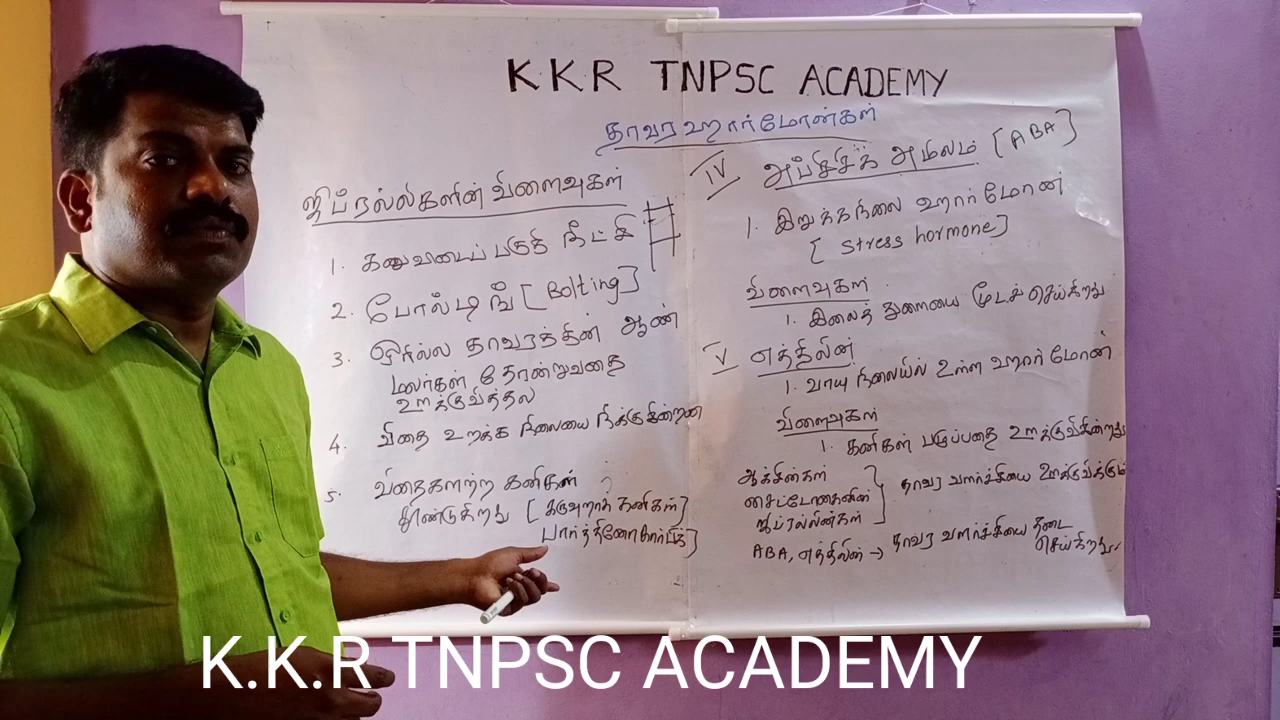 K.K.R TNPSC ACADEMY
தாவர ஹார்மோன்கள்
ஜிப்ரல்லிகளின் விளைவுகள்
1. கணுவடைப் பகுதி நீட்சி
2. போல்டிங் [Bolting]
3. ஓரில்ல தாவரத்தின் ஆண்
மலர்கள் தோன்றுவதை
ஊக்குவித்தல்
4. விதை உறக்க நிலையை நீக்குகின்றன
5. விதைகளற்ற கனிகள்
தூண்டுகிறது [கருவுறாக் கனிகள்]
பார்த்தினோகார்பிக்]
IV அப்சிசிக் அமிலம் [ABA]
1. இறுக்கநிலை ஹார்மோன்
[Stress hormone]
விளைவுகள்
1. இலைத் துளையை மூடச் செய்கிறது
V எத்திலின்
1. வாயு நிலையில் உள்ள ஹார்மோன்
விளைவுகள்
1. கனிகள் பழுப்பதை ஊக்குவிகின்றது
ஆக்சின்கள்
சைட்டோகைனின்
ஜிப்ரல்லின்கள்
தாவர வளர்ச்சியை ஊக்குவிக்கும்
ABA, எத்திலின் → தாவர வளர்ச்சியை தடை
செய்கிறது
K.K.R TNPSC ACADEMY